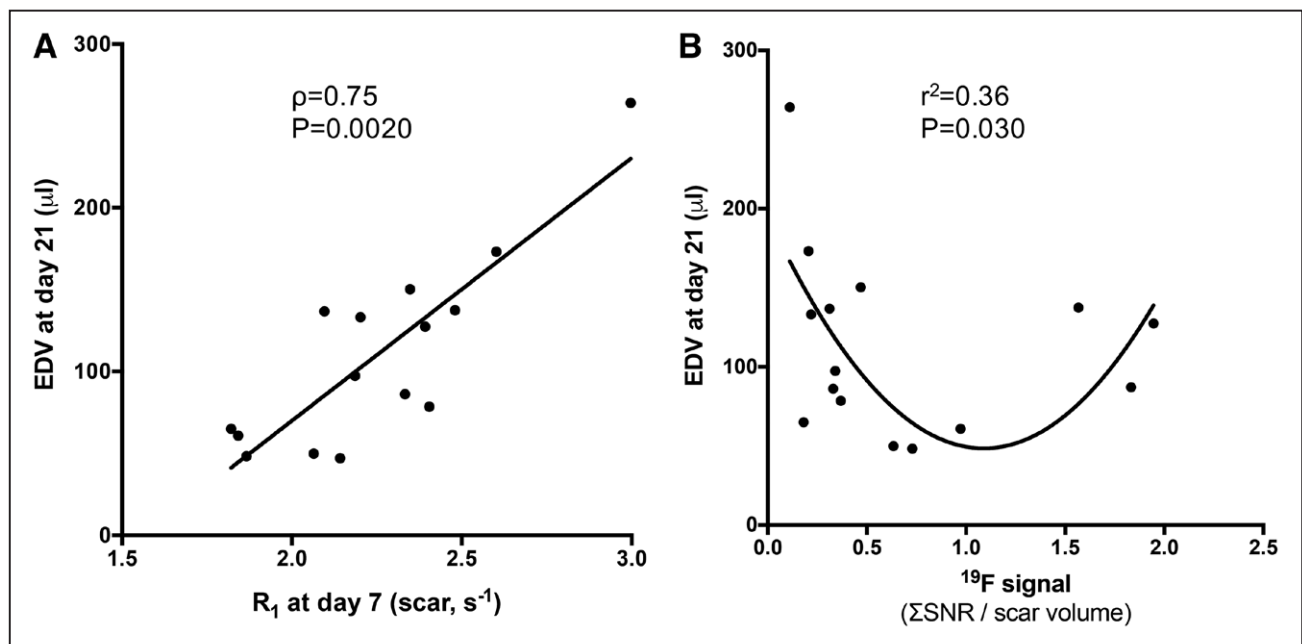 A
ρ=0.75
P=0.0020
EDV at day 21 (μl)
300
200
100
0
1.5
2.0
2.5
3.0
R₁ at day 7 (scar, s⁻¹)
B
r²=0.36
P=0.030
EDV at day 21 (μl)
300
200
100
0
0.0
0.5
1.0
1.5
2.0
2.5
¹⁹F signal
(ΣSNR / scar volume)